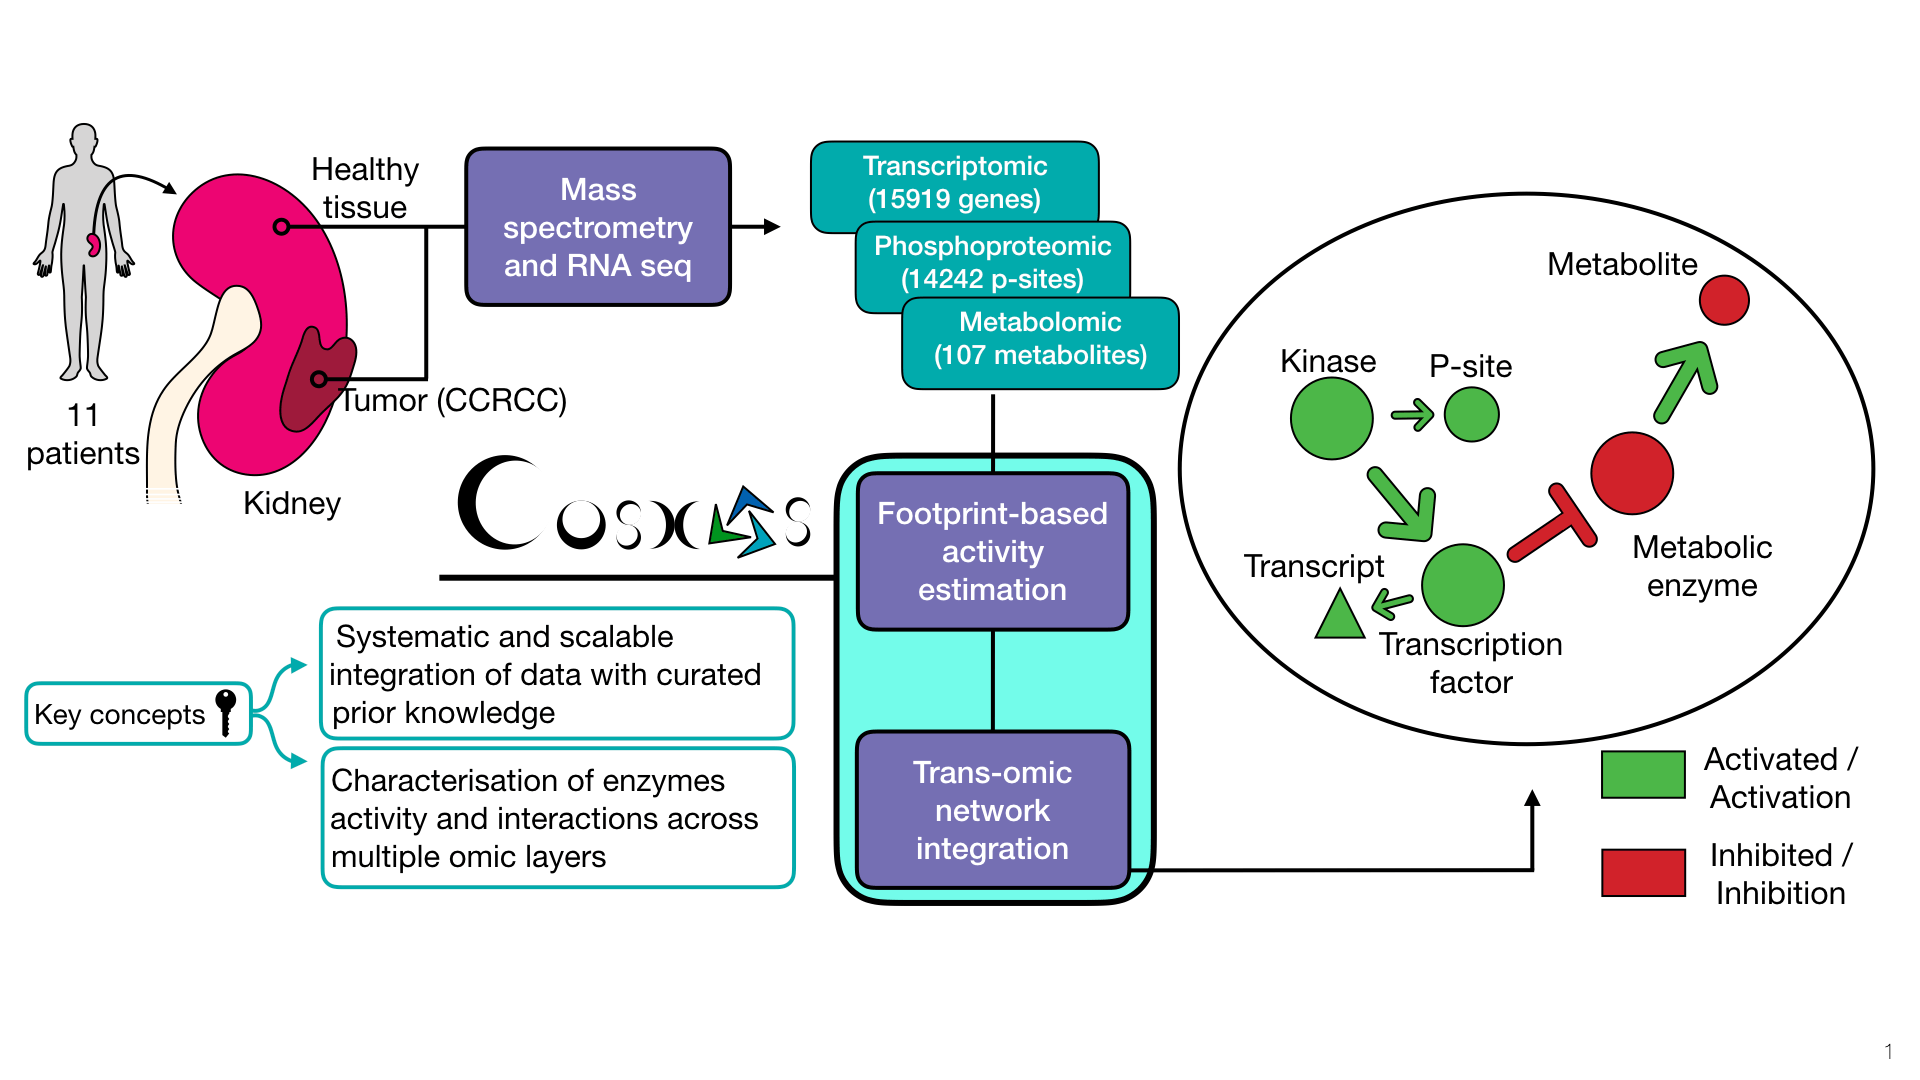 Healthy
tissue
11
patients
Tumor (CCRCC)
Kidney
Mass
spectrometry
and RNA seq
Transcriptomic
(15919 genes)
Phosphoproteomic
(14242 p-sites)
Metabolomic
(107 metabolites)
COSMOS
Footprint-based
activity
estimation
Trans-omic
network
integration
Key concepts
Systematic and scalable
integration of data with curated
prior knowledge
Characterisation of enzymes
activity and interactions across
multiple omic layers
Metabolite
Kinase
P-site
Metabolic
enzyme
Transcript
Transcription
factor
Activated /
Activation
Inhibited /
Inhibition
1